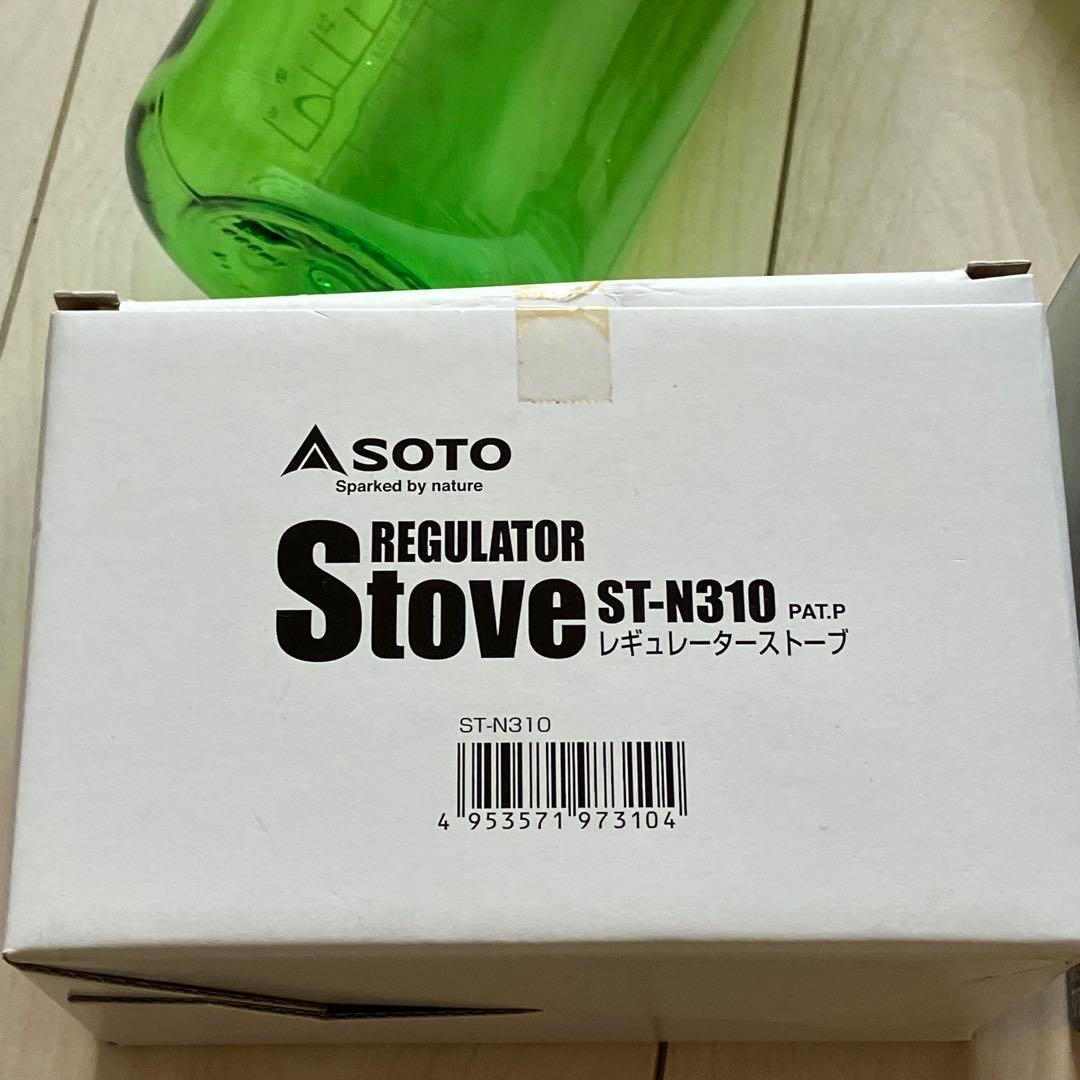 SOTO
Sparked by nature
REGULATOR
Stove ST-N310 PAT.P
レギュレーターストーブ
ST-N310
4 953571 973104